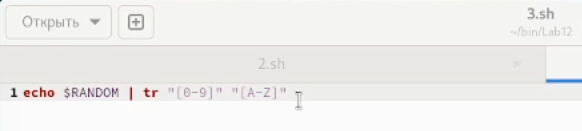 Открыть
3.sh
~/bin/Lab12
2.sh
1 echo $RANDOM | tr "[0-9]" "[A-Z]"